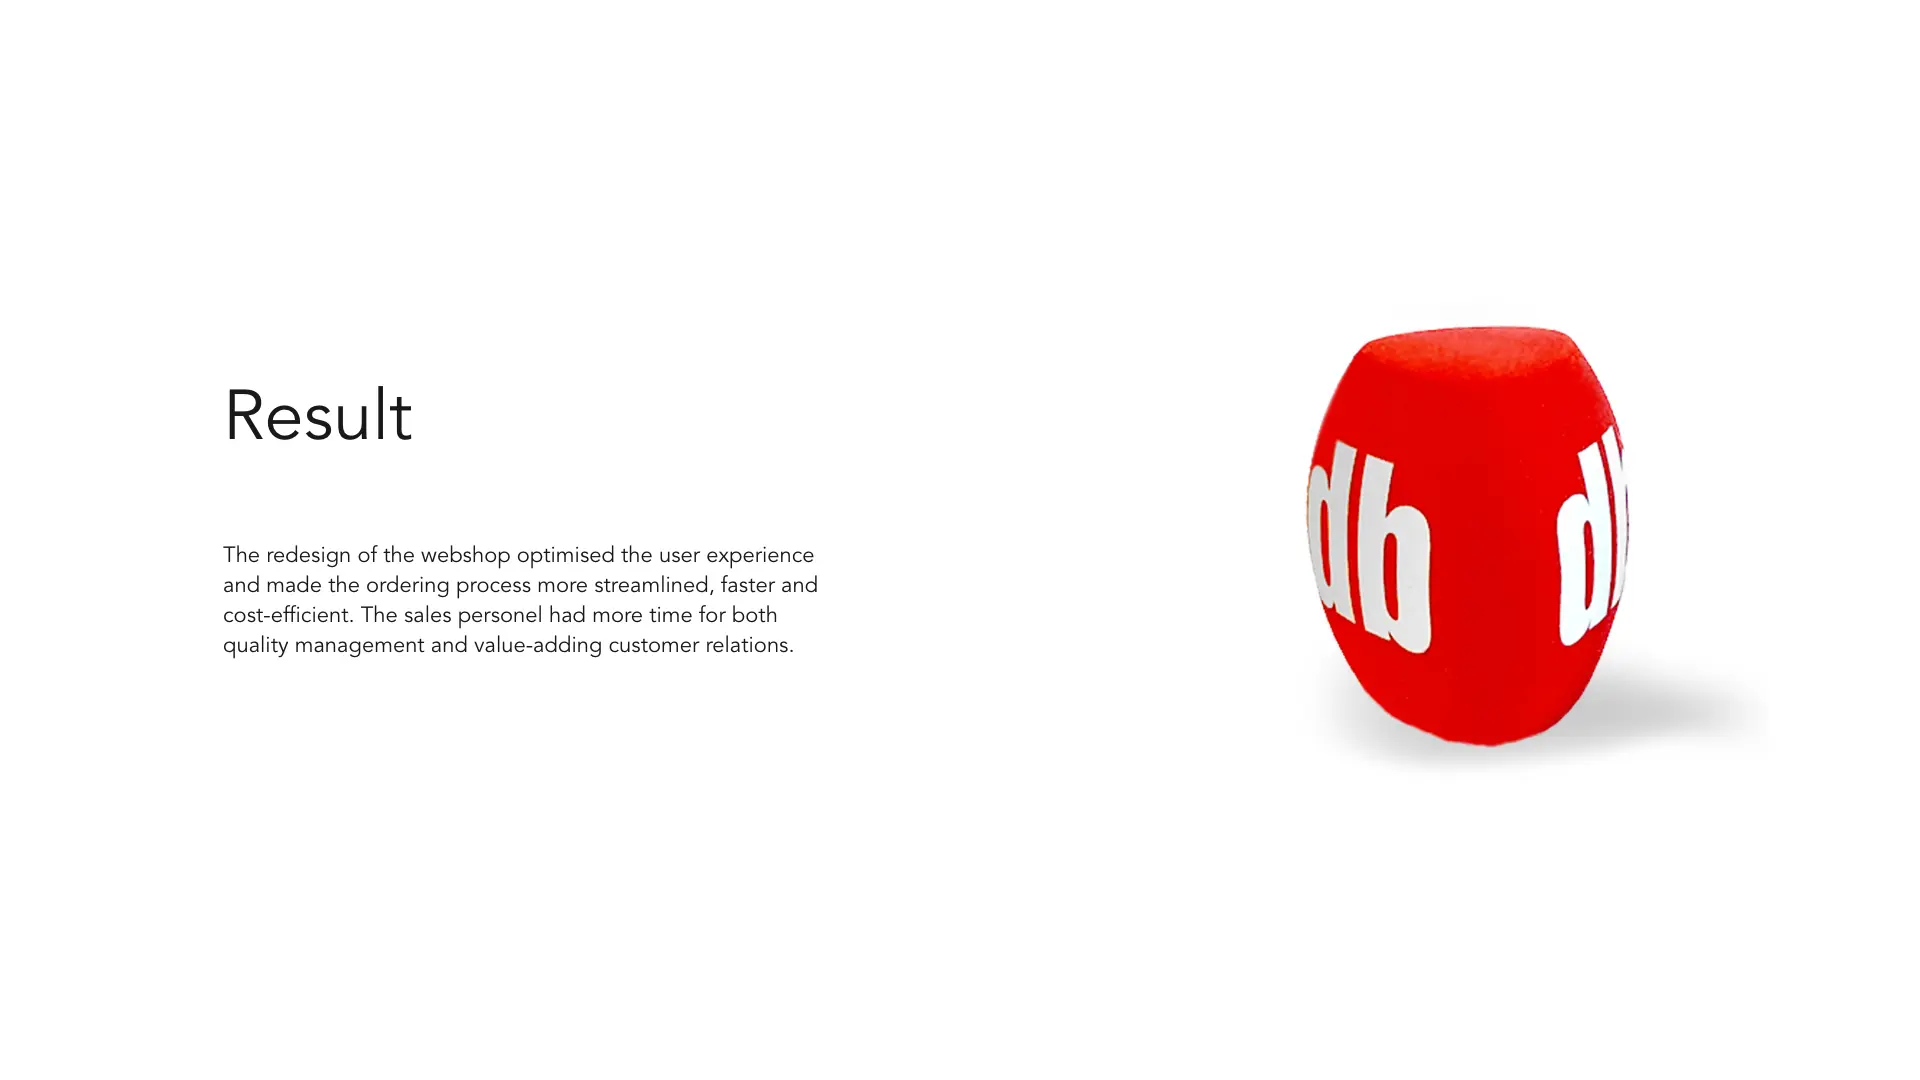 Result
The redesign of the webshop optimised the user experience
and made the ordering process more streamlined, faster and
cost-efficient. The sales personel had more time for both
quality management and value-adding customer relations.
db
db